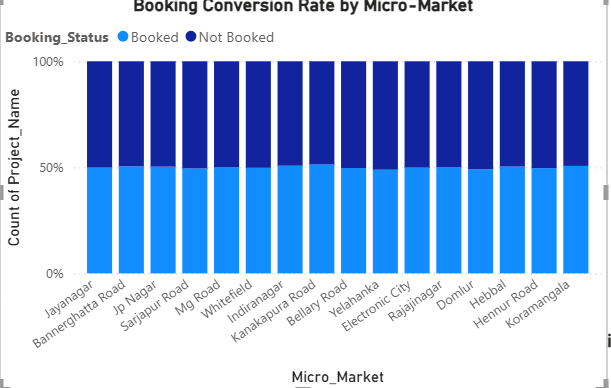 Booking Conversion Rate by Micro-Market
Booking_Status Booked Not Booked
100%
50%
0%
Count of Project_Name
Jayanagar
Bannerghatta Road
Jp Nagar
Sarjapur Road
Mg Road
Whitefield
Indiranagar
Kanakapura Road
Bellary Road
Yelahanka
Electronic City
Rajajinagar
Domlur
Hebbal
Hennur Road
Koramangala
Micro_Market